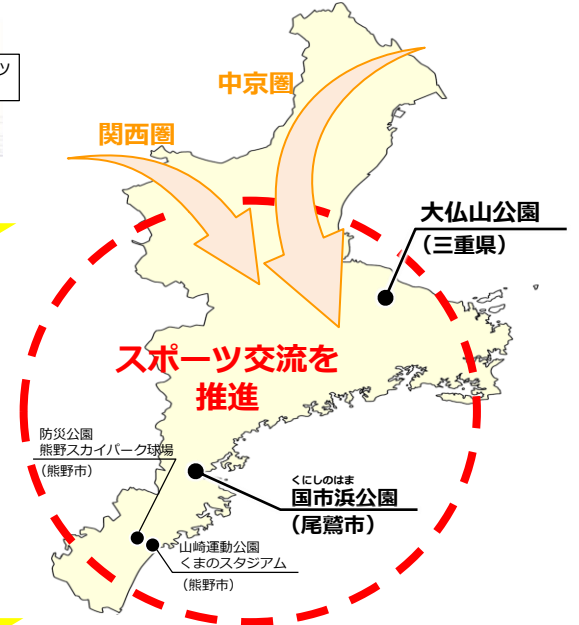 ツ
中京圏
関西圏
大仏山公園
（三重県）
スポーツ交流を
推進
防災公園
熊野スカイパーク球場
（熊野市）
くにしのはま
国市浜公園
（尾鷲市）
山崎運動公園
くまのスタジアム
（熊野市）